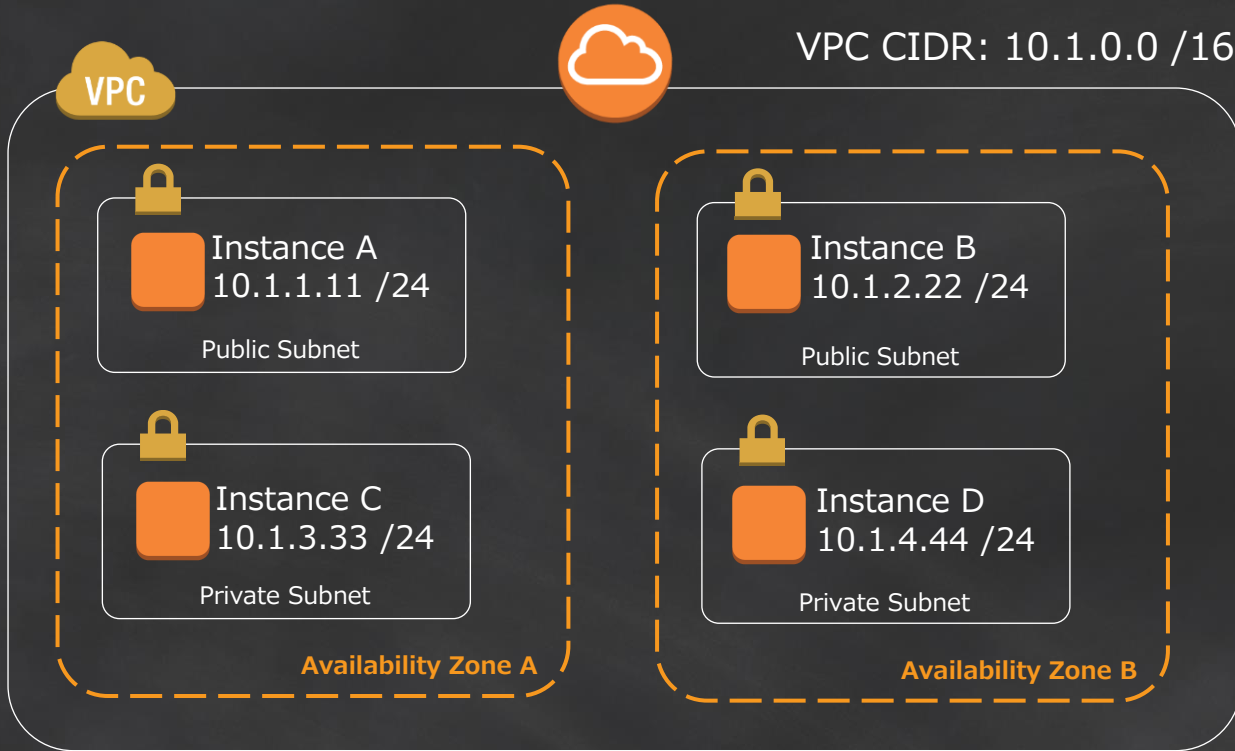 VPC CIDR: 10.1.0.0 /16
VPC
Instance A
10.1.1.11 /24
Public Subnet
Instance B
10.1.2.22 /24
Public Subnet
Instance C
10.1.3.33 /24
Private Subnet
Instance D
10.1.4.44 /24
Private Subnet
Availability Zone A
Availability Zone B